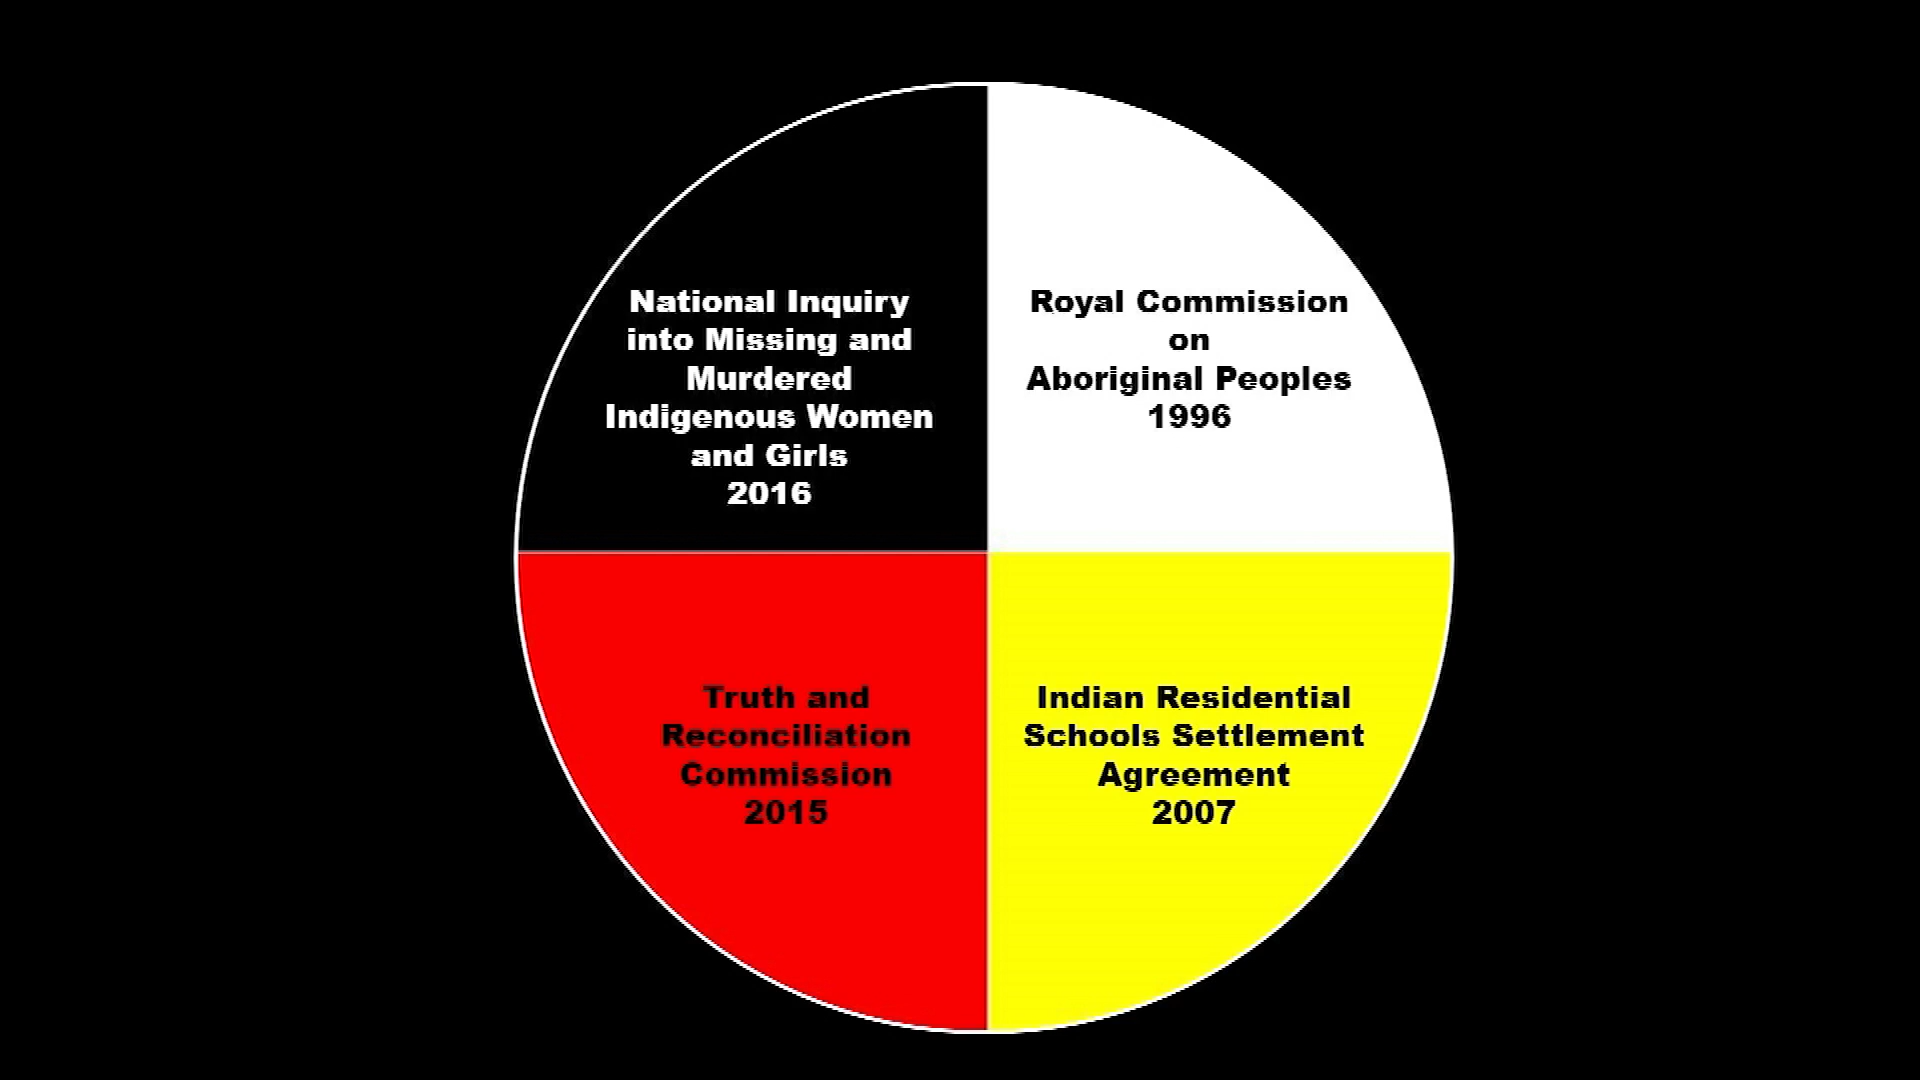 National Inquiry
into Missing and
Murdered
Indigenous Women
and Girls
2016
Royal Commission
on
Aboriginal Peoples
1996
Truth and
Reconciliation
Commission
2015
Indian Residential
Schools Settlement
Agreement
2007